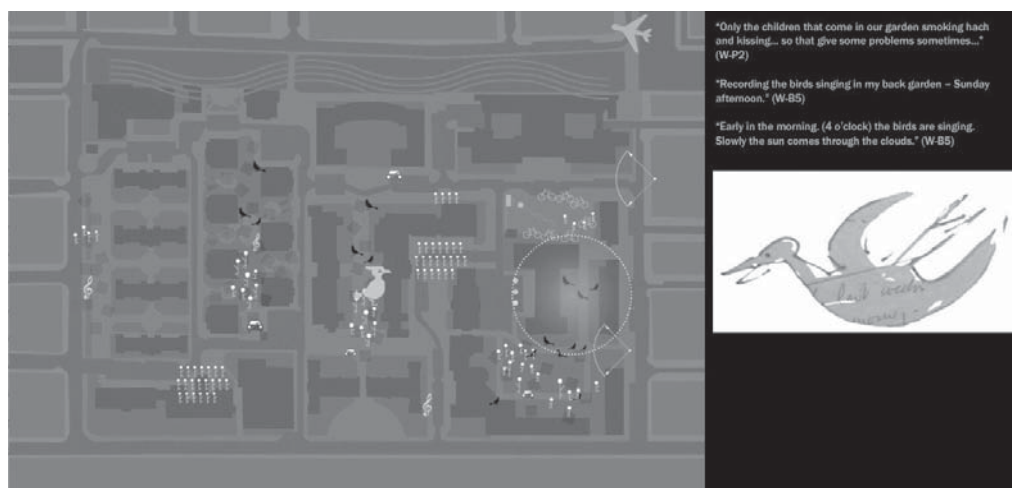 “Only the children that come in our garden smoking hach
and kissing... so that give some problems sometimes...”
(W-P2)
“Recording the birds singing in my back garden – Sunday
afternoon.” (W-B5)
“Early in the morning. (4 o’clock) the birds are singing.
Slowly the sun comes through the clouds.” (W-B5)